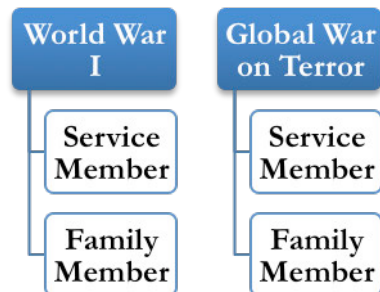 World War
I
Service
Member
Family
Member
Global War
on Terror
Service
Member
Family
Member